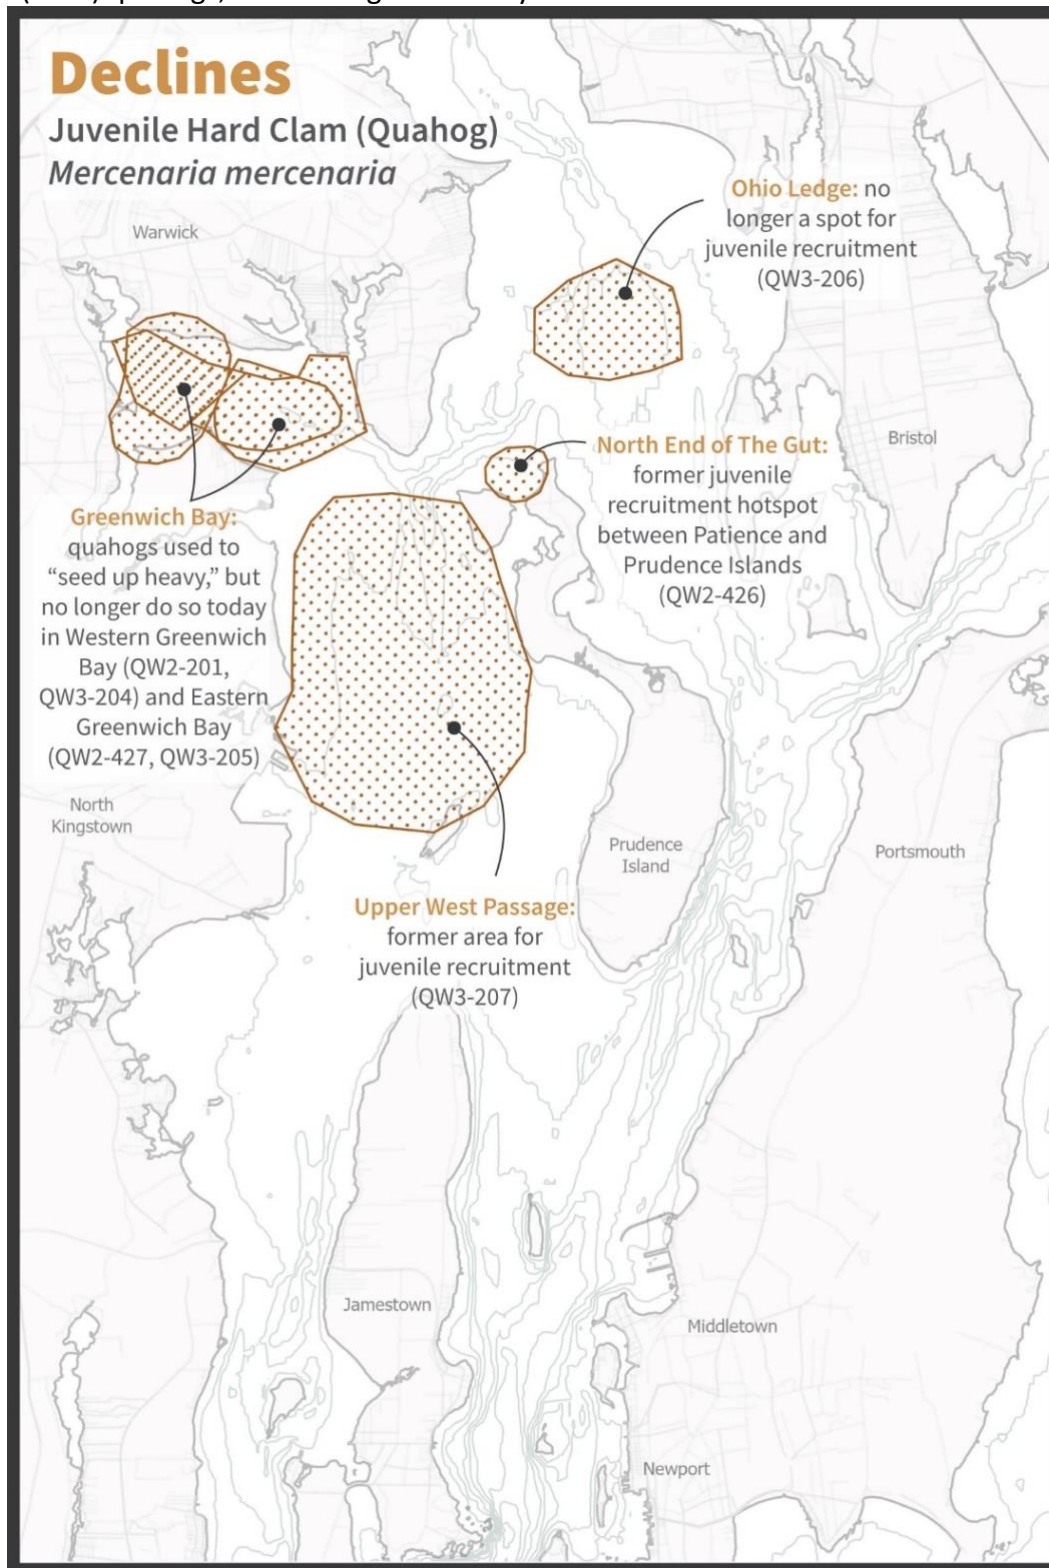 Declines
Juvenile Hard Clam (Quahog)
Mercenaria mercenaria
Warwick
Ohio Ledge: no
longer a spot for
juvenile recruitment
(QW3-206)
Bristol
North End of The Gut:
former juvenile
recruitment hotspot
between Patience and
Prudence Islands
(QW2-426)
Greenwich Bay:
quahogs used to
“seed up heavy,” but
no longer do so today
in Western Greenwich
Bay (QW2-201,
QW3-204) and Eastern
Greenwich Bay
(QW2-427, QW3-205)
North
Kingstown
Prudence
Island
Portsmouth
Upper West Passage:
former area for
juvenile recruitment
(QW3-207)
Jamestown
Middletown
Newport